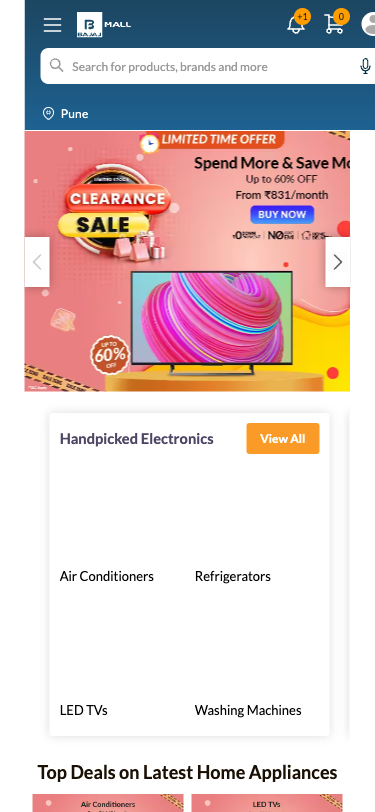 B
BAJAJ
MALL
+1
0
Search for products, brands and more
Pune
LIMITED TIME OFFER
Spend More & Save Mo
Up to 60% OFF
From ₹831/month
BUY NOW
LIMITED STOCK
CLEARANCE
SALE
UP TO
60%
OFF
Handpicked Electronics
View All
Air Conditioners
Refrigerators
LED TVs
Washing Machines
Top Deals on Latest Home Appliances
Air Conditioners
LED TVs